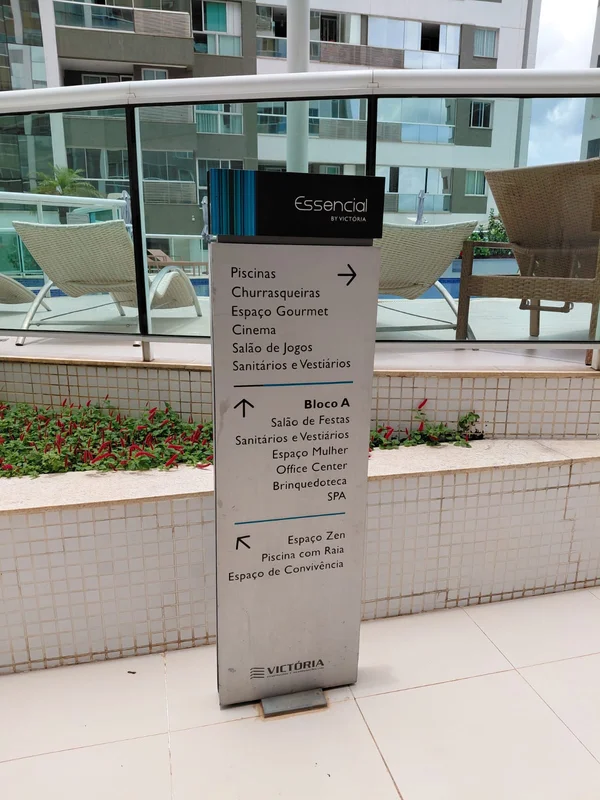 Essencial
BY VICTÓRIA
Piscinas →
Churrasqueiras
Espaço Gourmet
Cinema
Salão de Jogos
Sanitários e Vestiários
↑ Bloco A
Salão de Festas
Sanitários e Vestiários
Espaço Mulher
Office Center
Brinquedoteca
SPA
↖ Espaço Zen
Piscina com Raia
Espaço de Convivência
VICTÓRIA